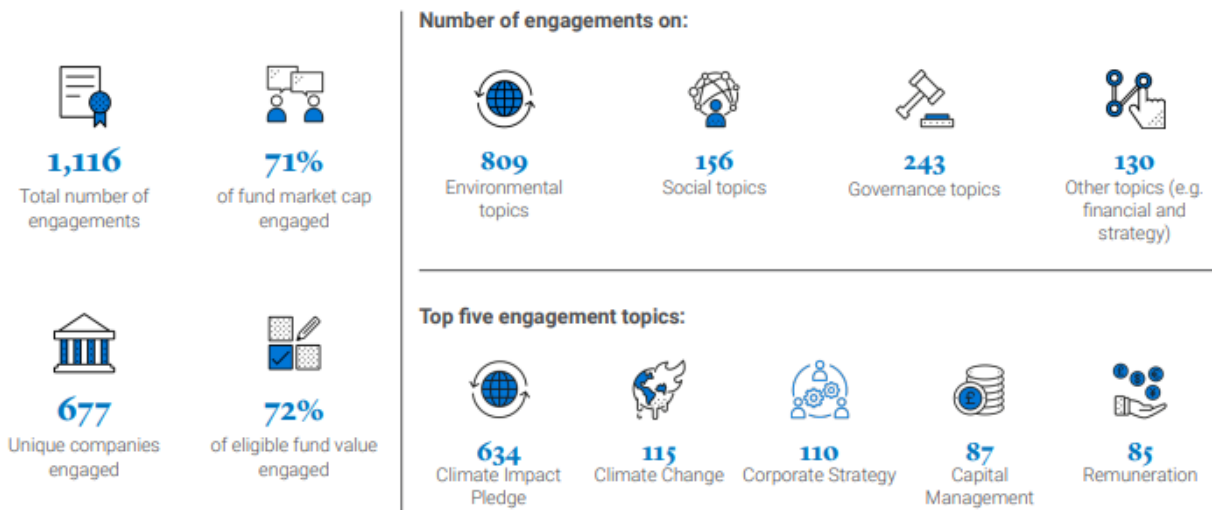 1,116
Total number of
engagements
71%
of fund market cap
engaged
677
Unique companies
engaged
72%
of eligible fund value
engaged
Number of engagements on:
809
Environmental
topics
156
Social topics
243
Governance topics
130
Other topics (e.g.
financial and
strategy)
Top five engagement topics:
634
Climate Impact
Pledge
115
Climate Change
110
Corporate Strategy
£
87
Capital
Management
85
Remuneration